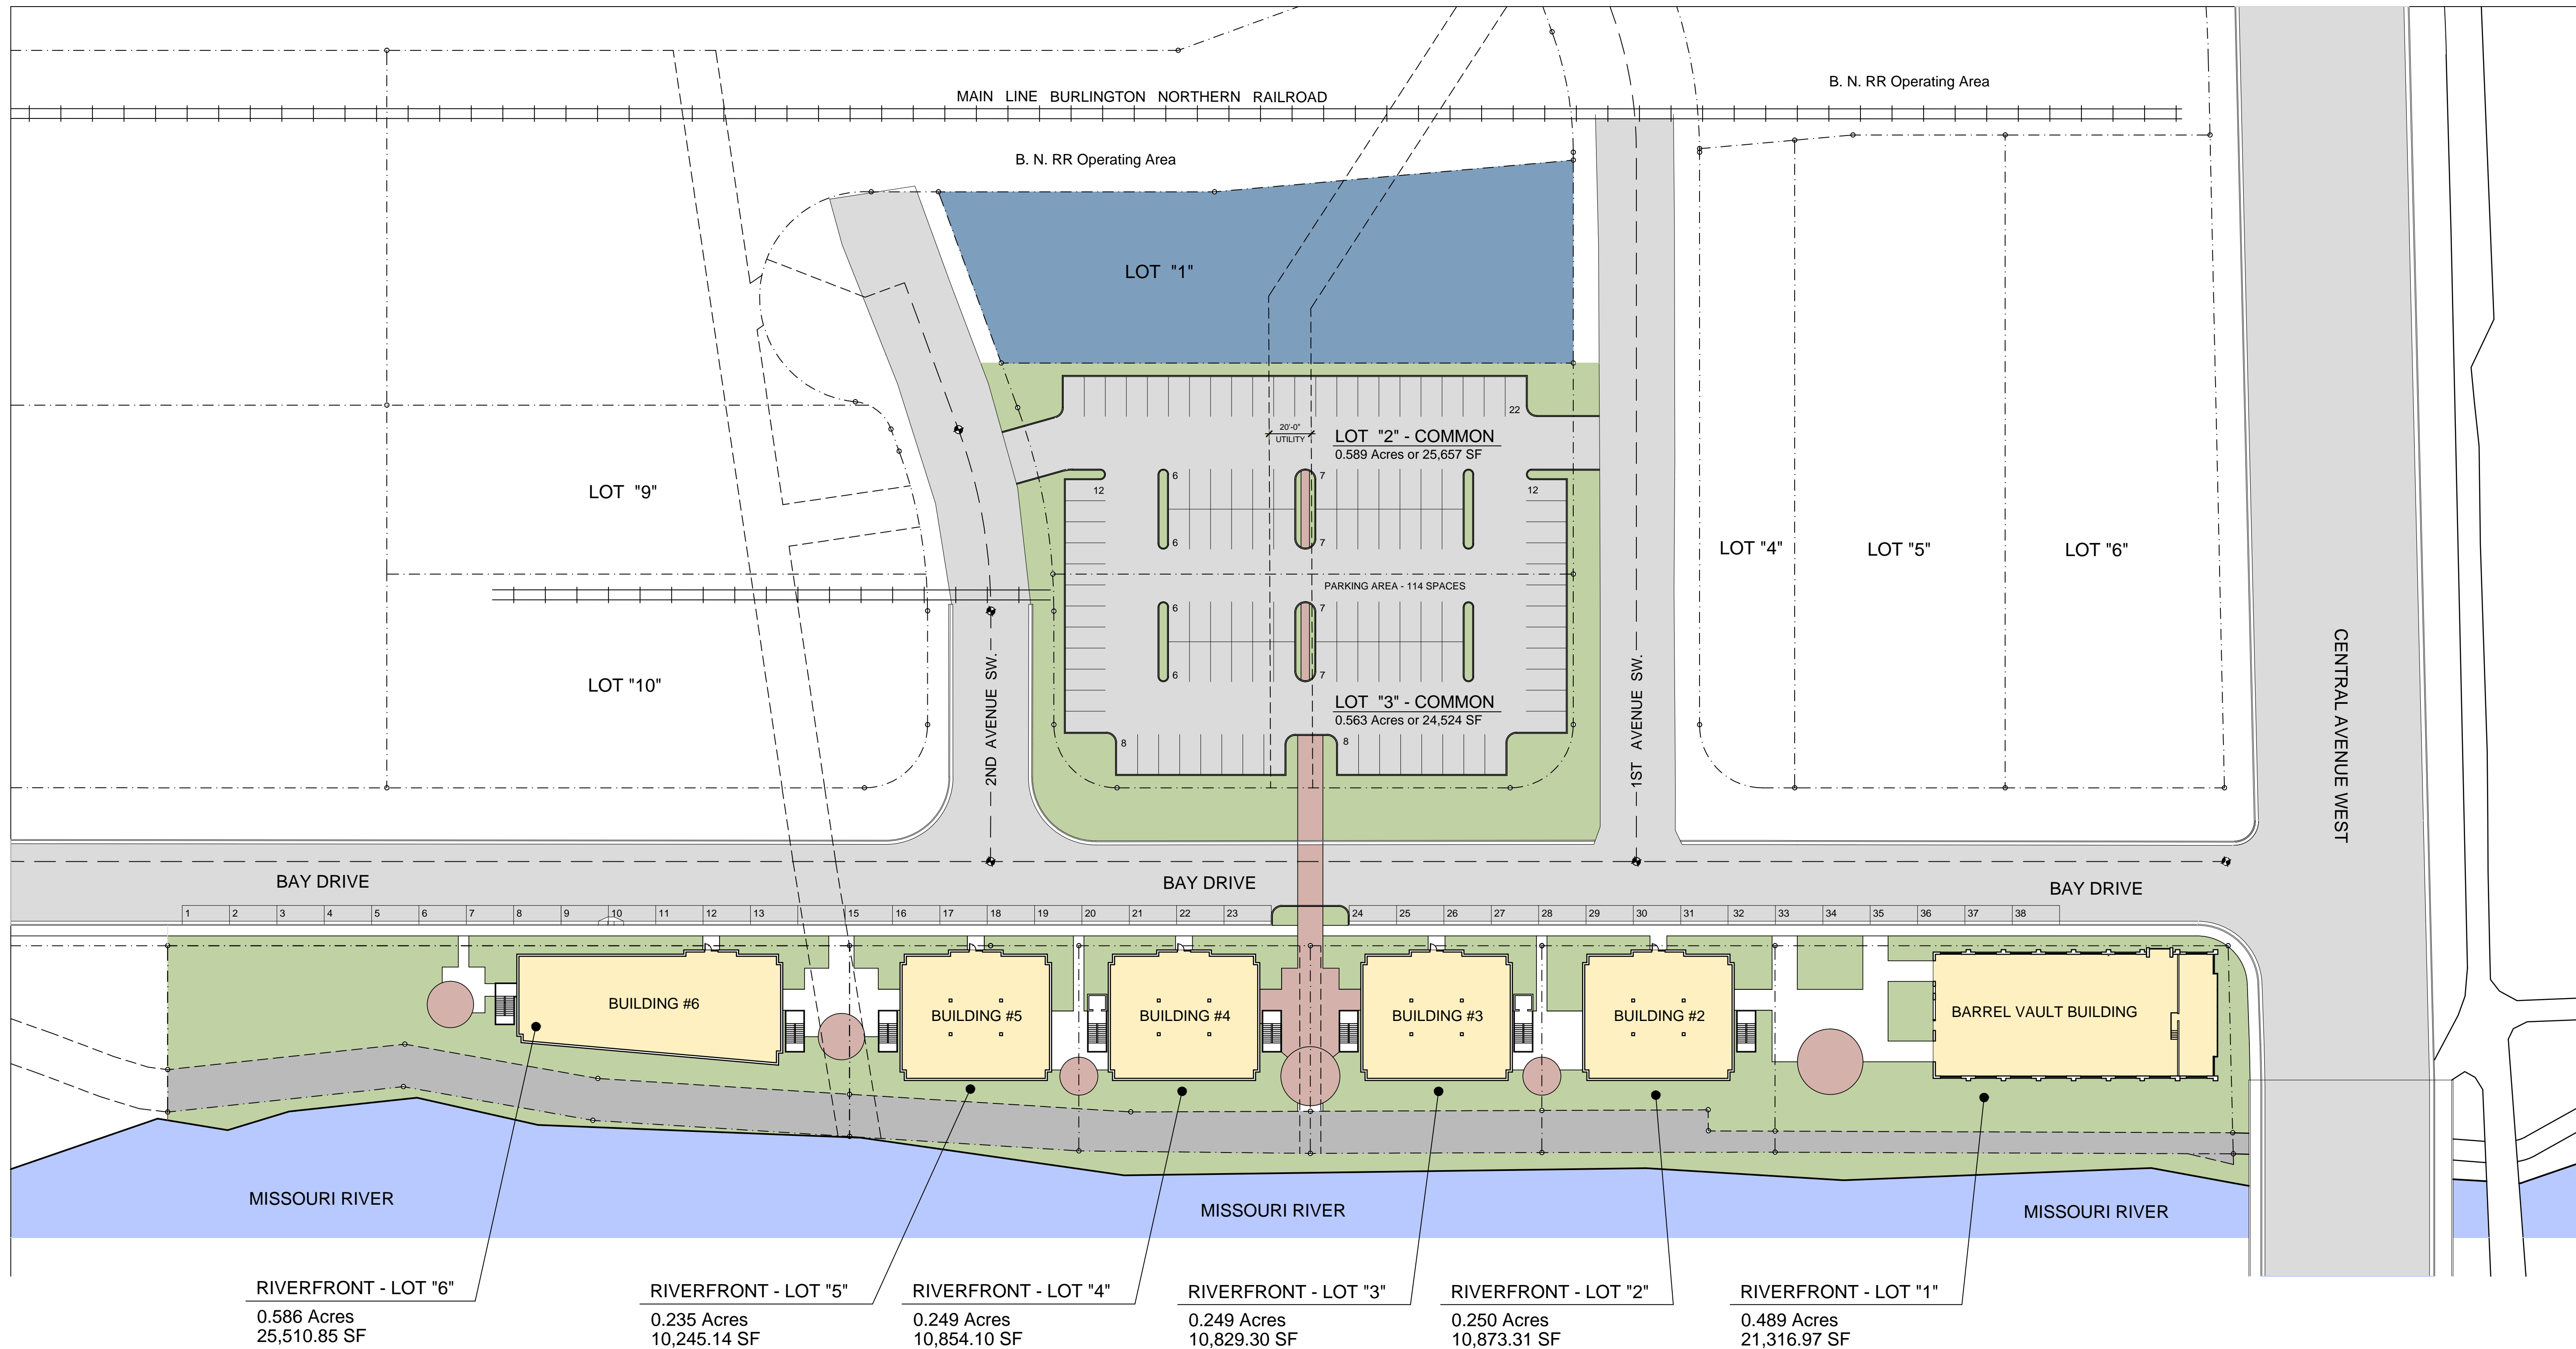 B. N. RR Operating Area
MAIN LINE BURLINGTON NORTHERN RAILROAD
B. N. RR Operating Area
LOT "1"
22
20'-0"
UTILITY
LOT "2" - COMMON
0.589 Acres or 25,657 SF
12
6
7
12
LOT "9"
6
7
LOT "4"
LOT "5"
LOT "6"
PARKING AREA - 114 SPACES
6
7
6
7
LOT "10"
2ND AVENUE SW.
1ST AVENUE SW.
CENTRAL AVENUE WEST
LOT "3" - COMMON
0.563 Acres or 24,524 SF
8
8
BAY DRIVE
BAY DRIVE
BAY DRIVE
1 2 3 4 5 6 7 8 9 10 11 12 13 15 16 17 18 19 20 21 22 23 24 25 26 27 28 29 30 31 32 33 34 35 36 37 38
BUILDING #6
BUILDING #5
BUILDING #4
BUILDING #3
BUILDING #2
BARREL VAULT BUILDING
MISSOURI RIVER
MISSOURI RIVER
MISSOURI RIVER
RIVERFRONT - LOT "6"
0.586 Acres
25,510.85 SF
RIVERFRONT - LOT "5"
0.235 Acres
10,245.14 SF
RIVERFRONT - LOT "4"
0.249 Acres
10,854.10 SF
RIVERFRONT - LOT "3"
0.249 Acres
10,829.30 SF
RIVERFRONT - LOT "2"
0.250 Acres
10,873.31 SF
RIVERFRONT - LOT "1"
0.489 Acres
21,316.97 SF